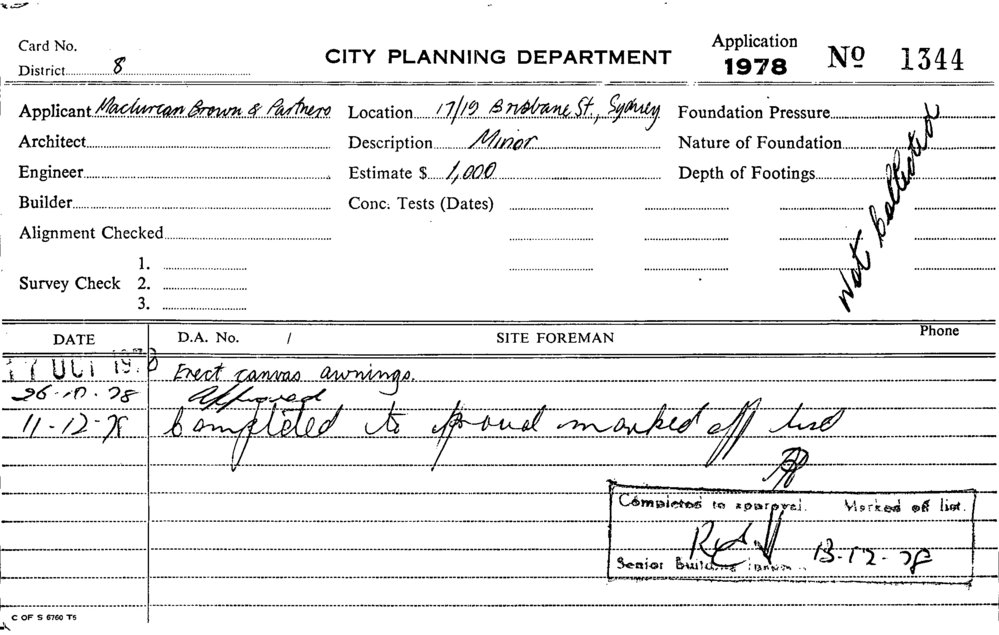 Card No.
District 8
CITY PLANNING DEPARTMENT
Application
1978
Nº 1344
Applicant Maclurcan Brown & Partners
Location 17/19 Brisbane St., Sydney
Foundation Pressure
Architect
Description Minor
Nature of Foundation
Engineer
Estimate $ 1,000
Depth of Footings
Builder
Conc. Tests (Dates)
Not Collected
Alignment Checked
Survey Check
1.
2.
3.
DATE
D.A. No. /
SITE FOREMAN
Phone
17 OCT 1978 Erect canvas awnings.
26-10-78 Approved
11-12-78 Completed to marked off list
Completed to approval. Marked off list.
13-12-78
Senior Building
C OF S 6760 T5